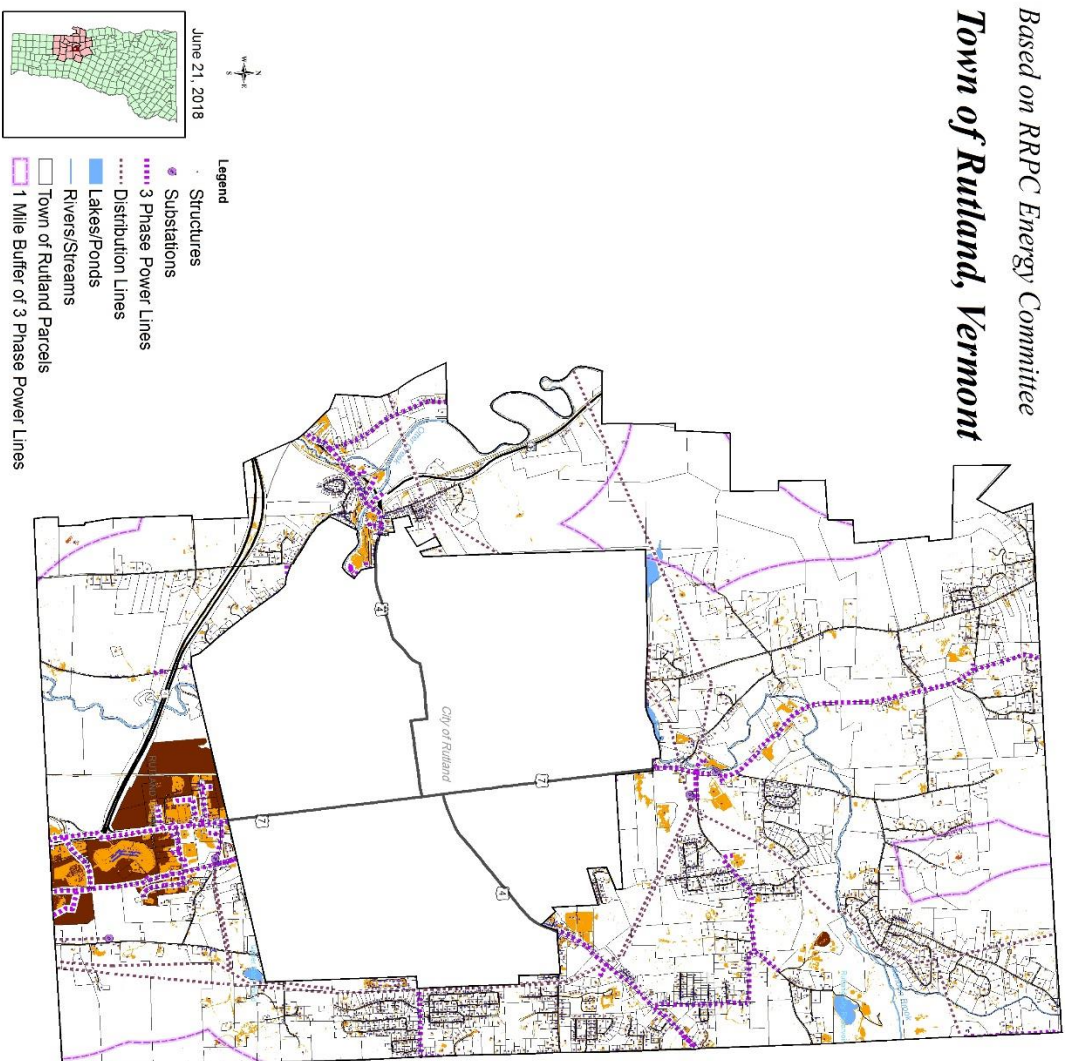 Based on RRPC Energy Committee
Town of Rutland, Vermont
N
W
E
S
June 21, 2018
Legend
Structures
Substations
3 Phase Power Lines
Distribution Lines
Lakes/Ponds
Rivers/Streams
Town of Rutland Parcels
1 Mile Buffer of 3 Phase Power Lines
City of Rutland
4
7
7
4